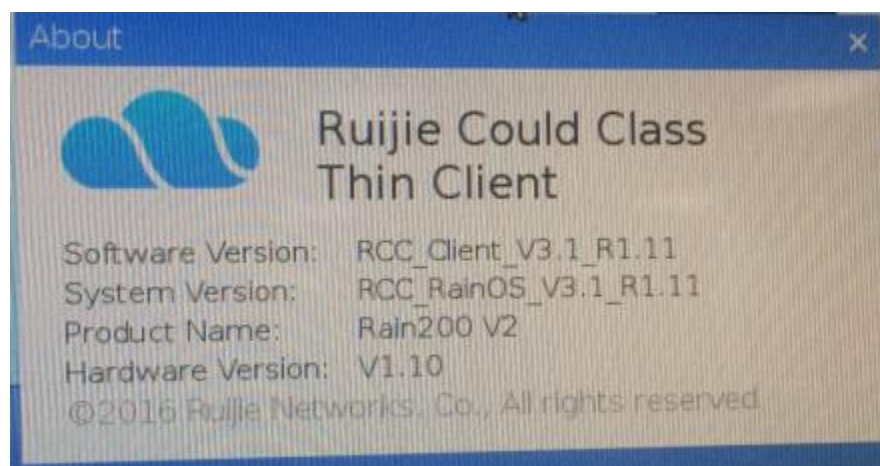 About
Ruijie Could Class
Thin Client
Software Version: RCC_Client_V3.1_R1.11
System Version: RCC_RainOS_V3.1_R1.11
Product Name: Rain200 V2
Hardware Version: V1.10
©2016 Ruijie Networks. Co., All rights reserved